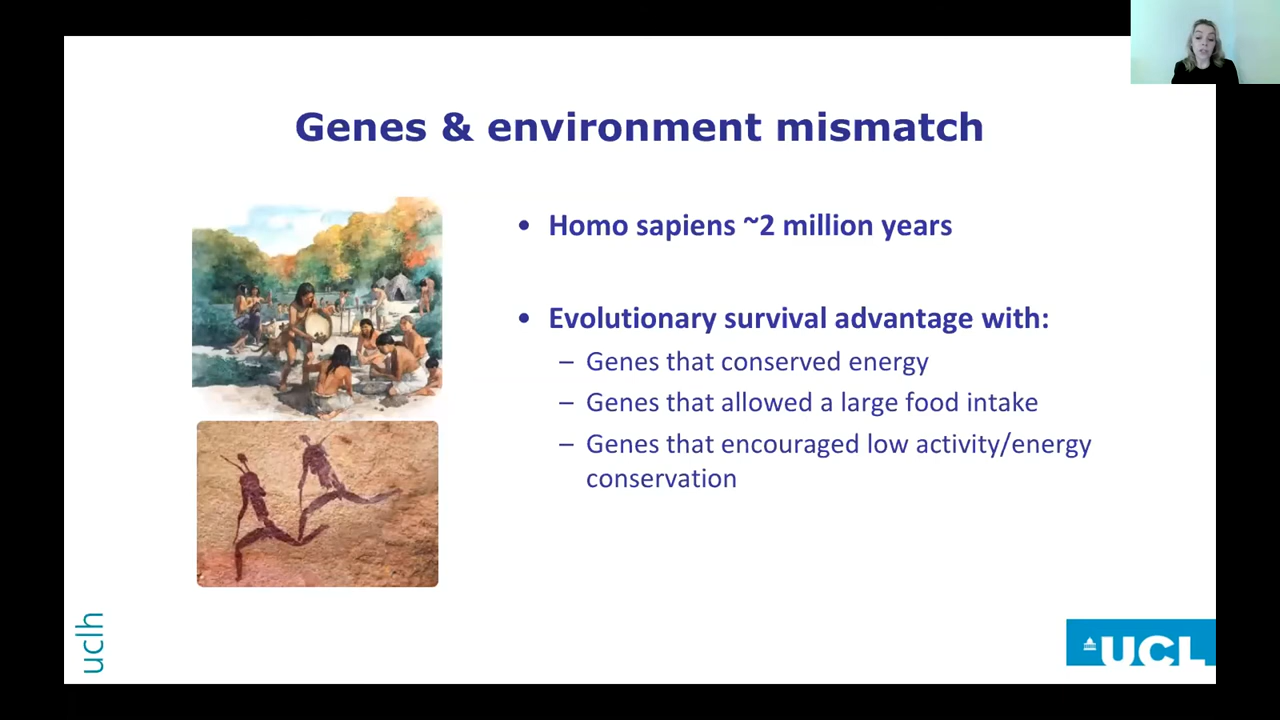 Genes & environment mismatch
• Homo sapiens ~2 million years
• Evolutionary survival advantage with:
– Genes that conserved energy
– Genes that allowed a large food intake
– Genes that encouraged low activity/energy
conservation
uclh
UCL